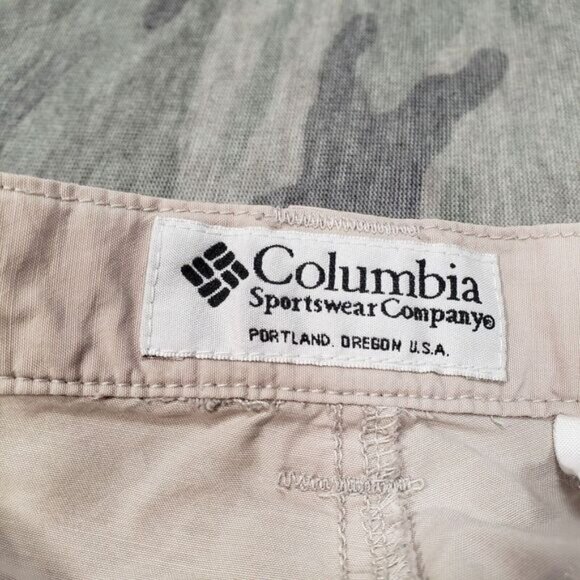 Columbia
Sportswear Company®
PORTLAND. OREGON U.S.A.